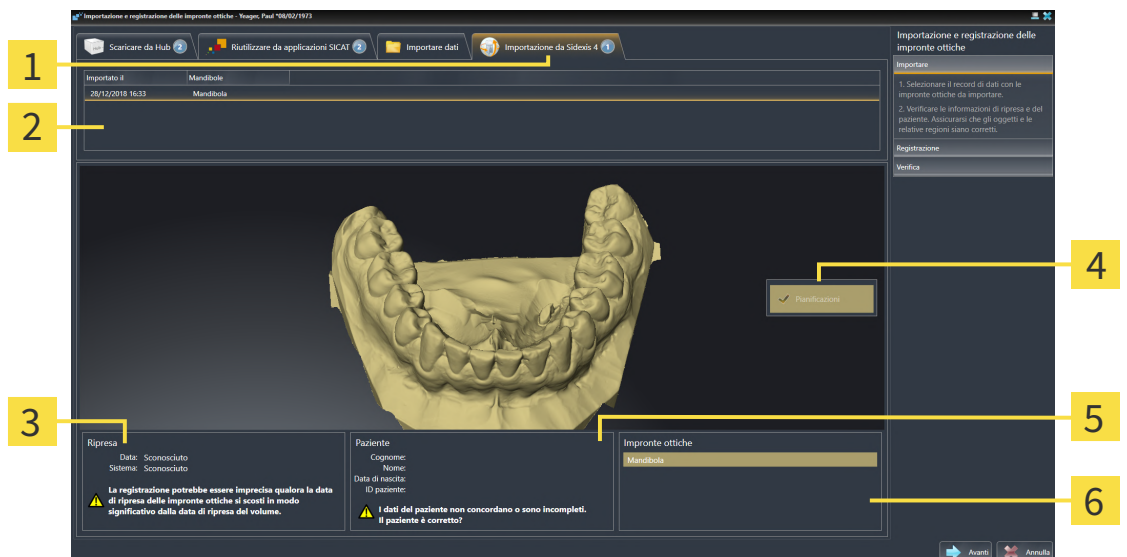 Importazione e registrazione delle impronte ottiche - Yeager, Paul *08/02/1973
Scaricare da Hub 2
Riutilizzare da applicazioni SICAT 2
Importare dati
Importazione da Sidexis 4 1
Importato il Mandibole
28/12/2018 16:33 Mandibola
Importazione e registrazione delle
impronte ottiche
Importare
1. Selezionare il record di dati con le
impronte ottiche da importare.
2. Verificare le informazioni di ripresa e del
paziente. Assicurarsi che gli oggetti e le
relative regioni siano corretti.
Registrazione
Verifica
Pianificazioni
Ripresa
Data: Sconosciuto
Sistema: Sconosciuto
La registrazione potrebbe essere imprecisa qualora la data
di ripresa delle impronte ottiche si scosti in modo
significativo dalla data di ripresa del volume.
Paziente
Cognome:
Nome:
Data di nascita:
ID paziente:
I dati del paziente non concordano o sono incompleti.
Il paziente è corretto?
Impronte ottiche
Mandibola
Avanti
Annulla
1
2
3
4
5
6